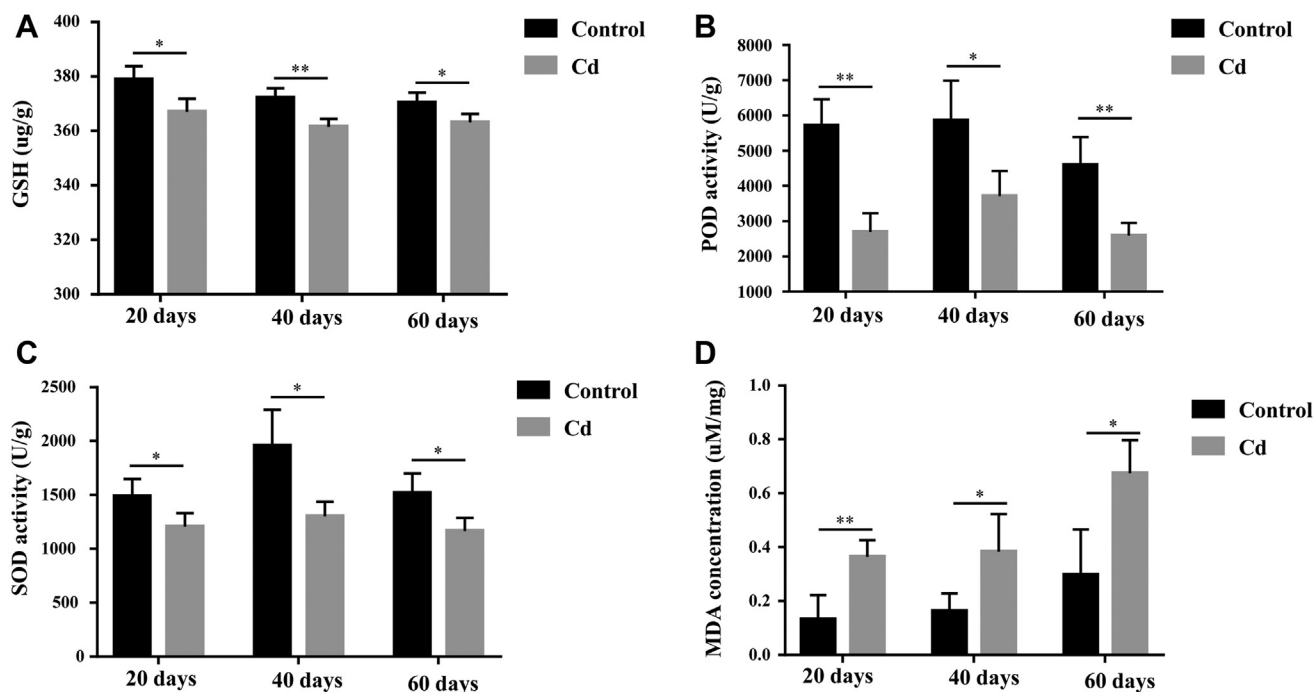 A
GSH (ug/g)
400
380
360
340
320
300
*
**
*
20 days
40 days
60 days
Control
Cd
B
POD activity (U/g)
8000
7000
6000
5000
4000
3000
2000
1000
**
*
**
20 days
40 days
60 days
Control
Cd
C
SOD activity (U/g)
2500
2000
1500
1000
500
0
*
*
*
20 days
40 days
60 days
Control
Cd
D
MDA concentration (uM/mg)
1.0
0.8
0.6
0.4
0.2
0.0
**
*
*
20 days
40 days
60 days
Control
Cd